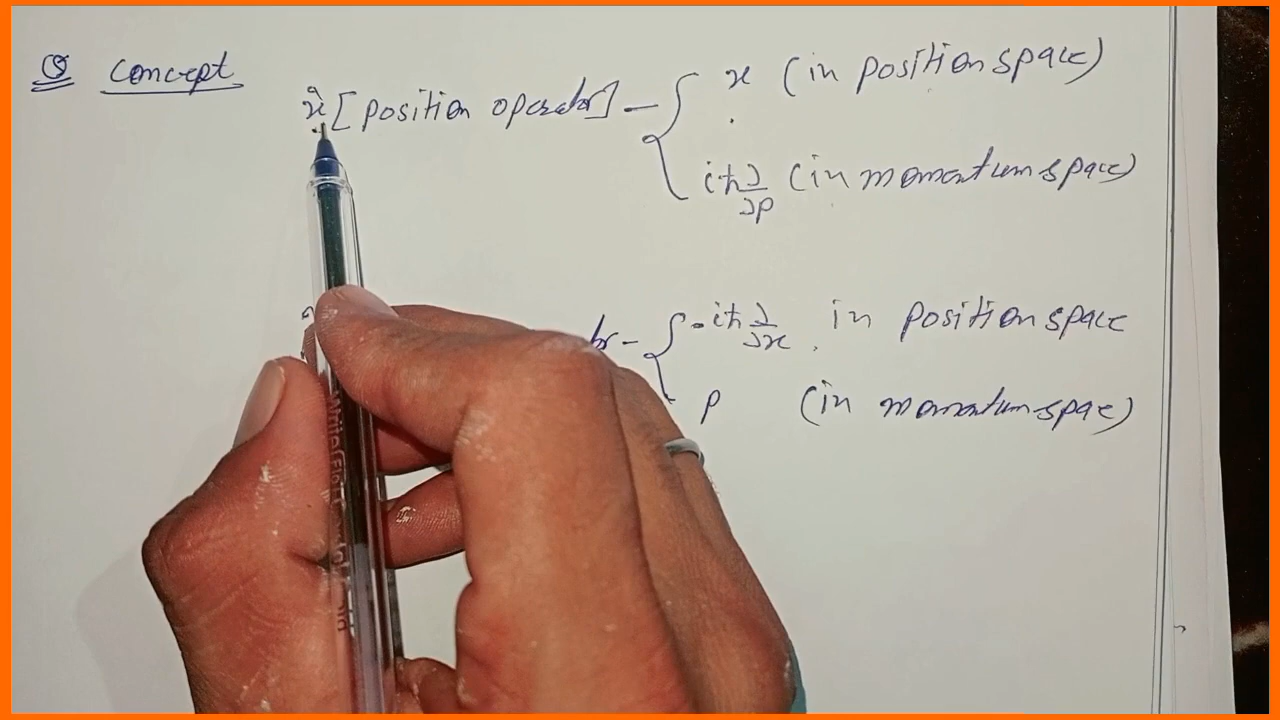 Q Concept
x̂ [position operator] - { x (in position space)
iħ ∂/∂p (in momentum space)
- { -iħ ∂/∂x, in position space
p (in momentum space)